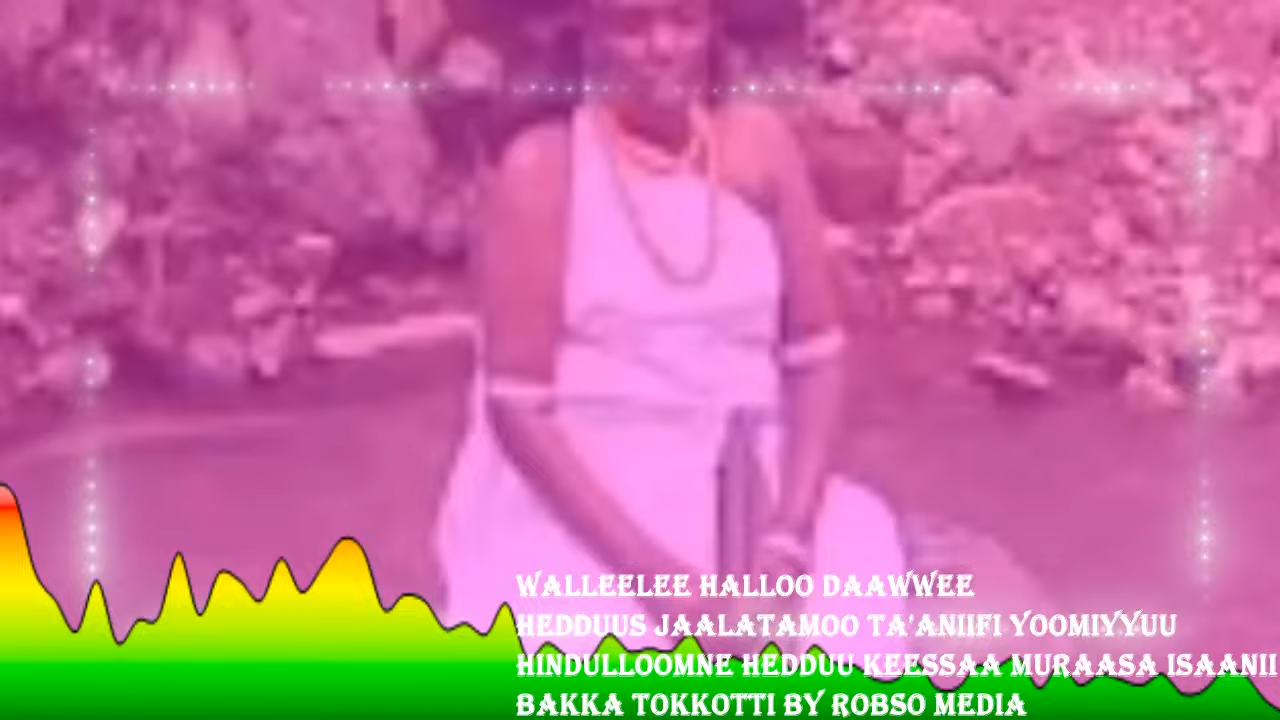 WALLEELEE HALLOO DAAWWEE
HEDDUUS JAALATAMOO TA'ANIIFI YOOMIYYUU
HINDULLOOMNE HEDDUU KEESSAA MURAASA ISAANII
BAKKA TOKKOTTI BY ROBSO MEDIA